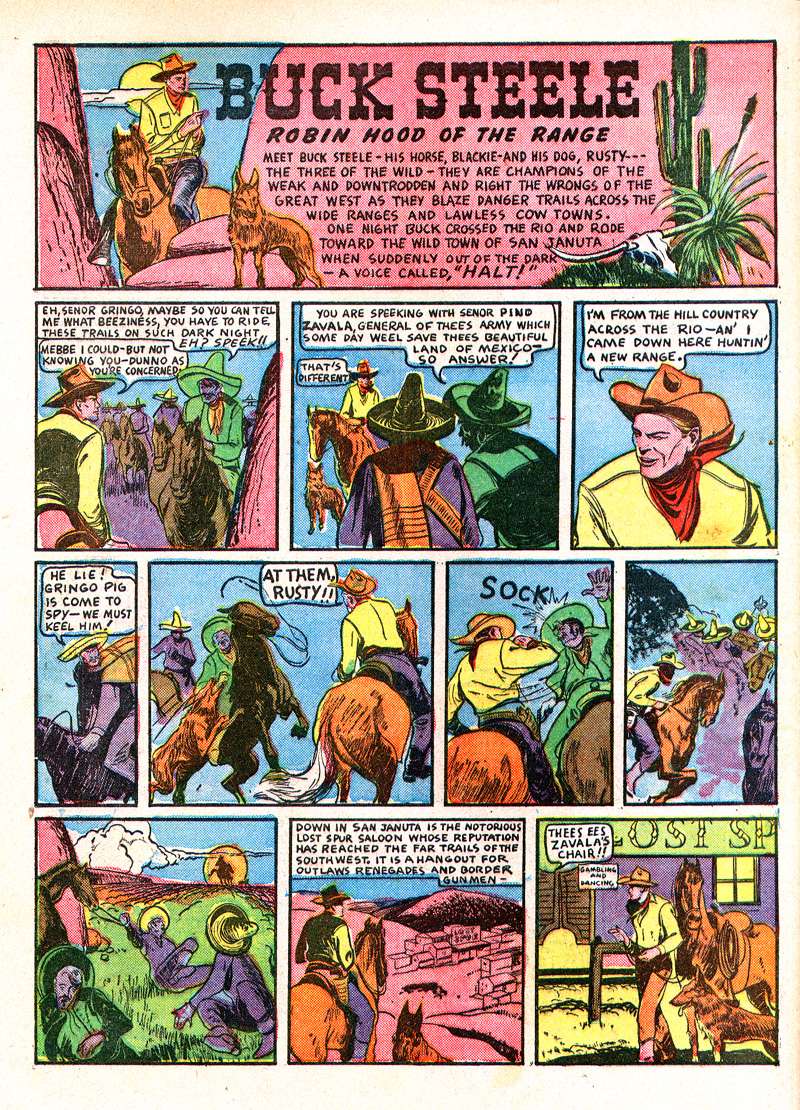 BUCK STEELE
ROBIN HOOD OF THE RANGE
MEET BUCK STEELE - HIS HORSE, BLACKIE - AND HIS DOG, RUSTY---
THE THREE OF THE WILD - THEY ARE CHAMPIONS OF THE
WEAK AND DOWNTRODDEN AND RIGHT THE WRONGS OF THE
GREAT WEST AS THEY BLAZE DANGER TRAILS ACROSS THE
WIDE RANGES AND LAWLESS COW TOWNS.
ONE NIGHT BUCK CROSSED THE RIO AND RODE
TOWARD THE WILD TOWN OF SAN JANUTA
WHEN SUDDENLY OUT OF THE DARK
- A VOICE CALLED, "HALT!"
EH, SENOR GRINGO, MAYBE SO YOU CAN TELL
ME WHAT BEEZINESS, YOU HAVE TO RIDE,
THESE TRAILS ON SUCH DARK NIGHT,
EH? SPEEK!!
MEBBE I COULD - BUT NOT
KNOWING YOU - DUNNO AS
YOU'RE CONCERNED
YOU ARE SPEEKING WITH SENOR PINO
ZAVALA, GENERAL OF THEES ARMY WHICH
SOME DAY WEEL SAVE THEES BEAUTIFUL
LAND OF MEXICO -
SO ANSWER!
THAT'S
DIFFERENT
I'M FROM THE HILL COUNTRY
ACROSS THE RIO - AN' I
CAME DOWN HERE HUNTIN'
A NEW RANGE.
HE LIE!
GRINGO PIG
IS COME TO
SPY - WE MUST
KEEL HIM!
AT THEM,
RUSTY!!
SOCK
DOWN IN SAN JANUTA IS THE NOTORIOUS
LOST SPUR SALOON WHOSE REPUTATION
HAS REACHED THE FAR TRAILS OF THE
SOUTHWEST. IT IS A HANGOUT FOR
OUTLAWS RENEGADES AND BORDER
GUNMEN -
LOST
SPUR
THEES EES
ZAVALA'S
CHAIR!!
LOST SP
GAMBLING
AND
DANCING